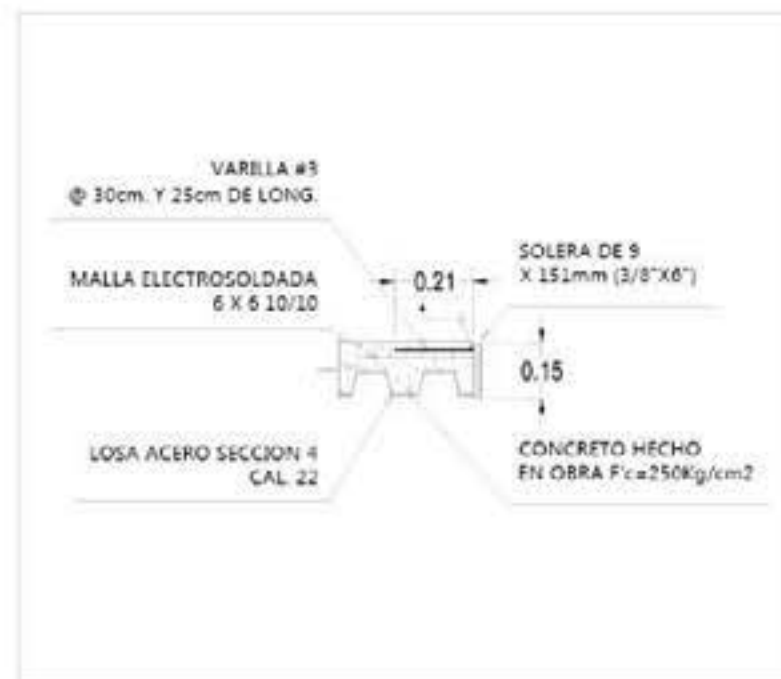 VARILLA #3
@ 30cm. Y 25cm DE LONG.
MALLA ELECTROSOLDADA
6 X 6 10/10
0.21
SOLERA DE 9
X 151mm (3/8"X6")
0.15
LOSA ACERO SECCION 4
CAL. 22
CONCRETO HECHO
EN OBRA F'c=250Kg/cm2